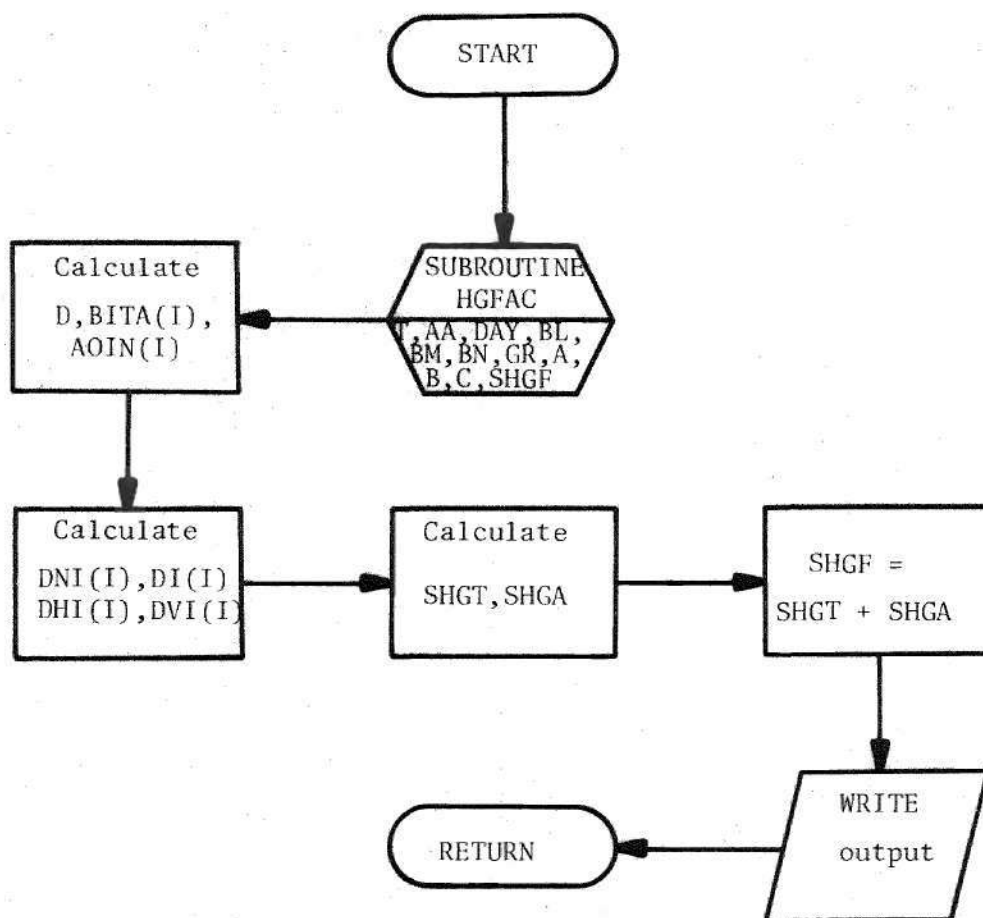 START
SUBROUTINE
HGFAC
T,AA,DAY,BL,
BM,BN,GR,A,
B,C,SHGF
Calculate
D,BITA(I),
AOIN(I)
Calculate
DNI(I),DI(I)
DHI(I),DVI(I)
Calculate
SHGT,SHGA
SHGF =
SHGT + SHGA
WRITE
output
RETURN